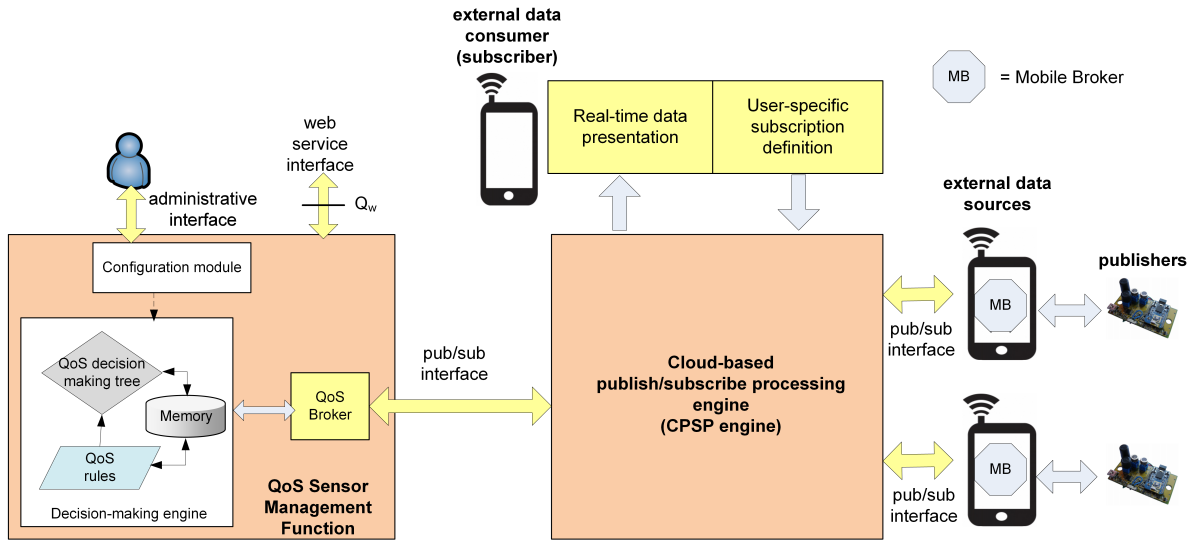 external data
consumer
(subscriber)
MB
= Mobile Broker
Real-time data
presentation
User-specific
subscription
definition
web
service
interface
Qw
administrative
interface
external data
sources
publishers
Configuration module
QoS decision
making tree
Memory
QoS
rules
Decision-making engine
QoS
Broker
QoS Sensor
Management
Function
pub/sub
interface
Cloud-based
publish/subscribe processing
engine
(CPSP engine)
MB
pub/sub
interface
MB
pub/sub
interface